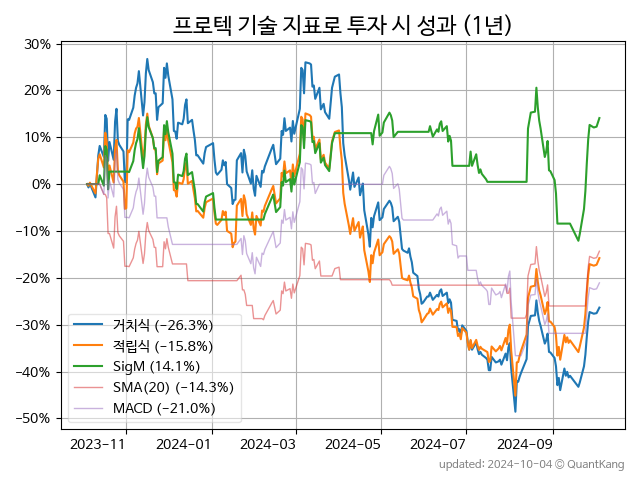 프로텍 기술 지표로 투자 시 성과 (1년)
30%
20%
10%
0%
−10%
−20%
−30%
−40%
−50%
거치식 (−26.3%)
적립식 (−15.8%)
SigM (14.1%)
SMA(20) (−14.3%)
MACD (−21.0%)
2023-11 2024-01 2024-03 2024-05 2024-07 2024-09
updated: 2024-10-04 © QuantKang